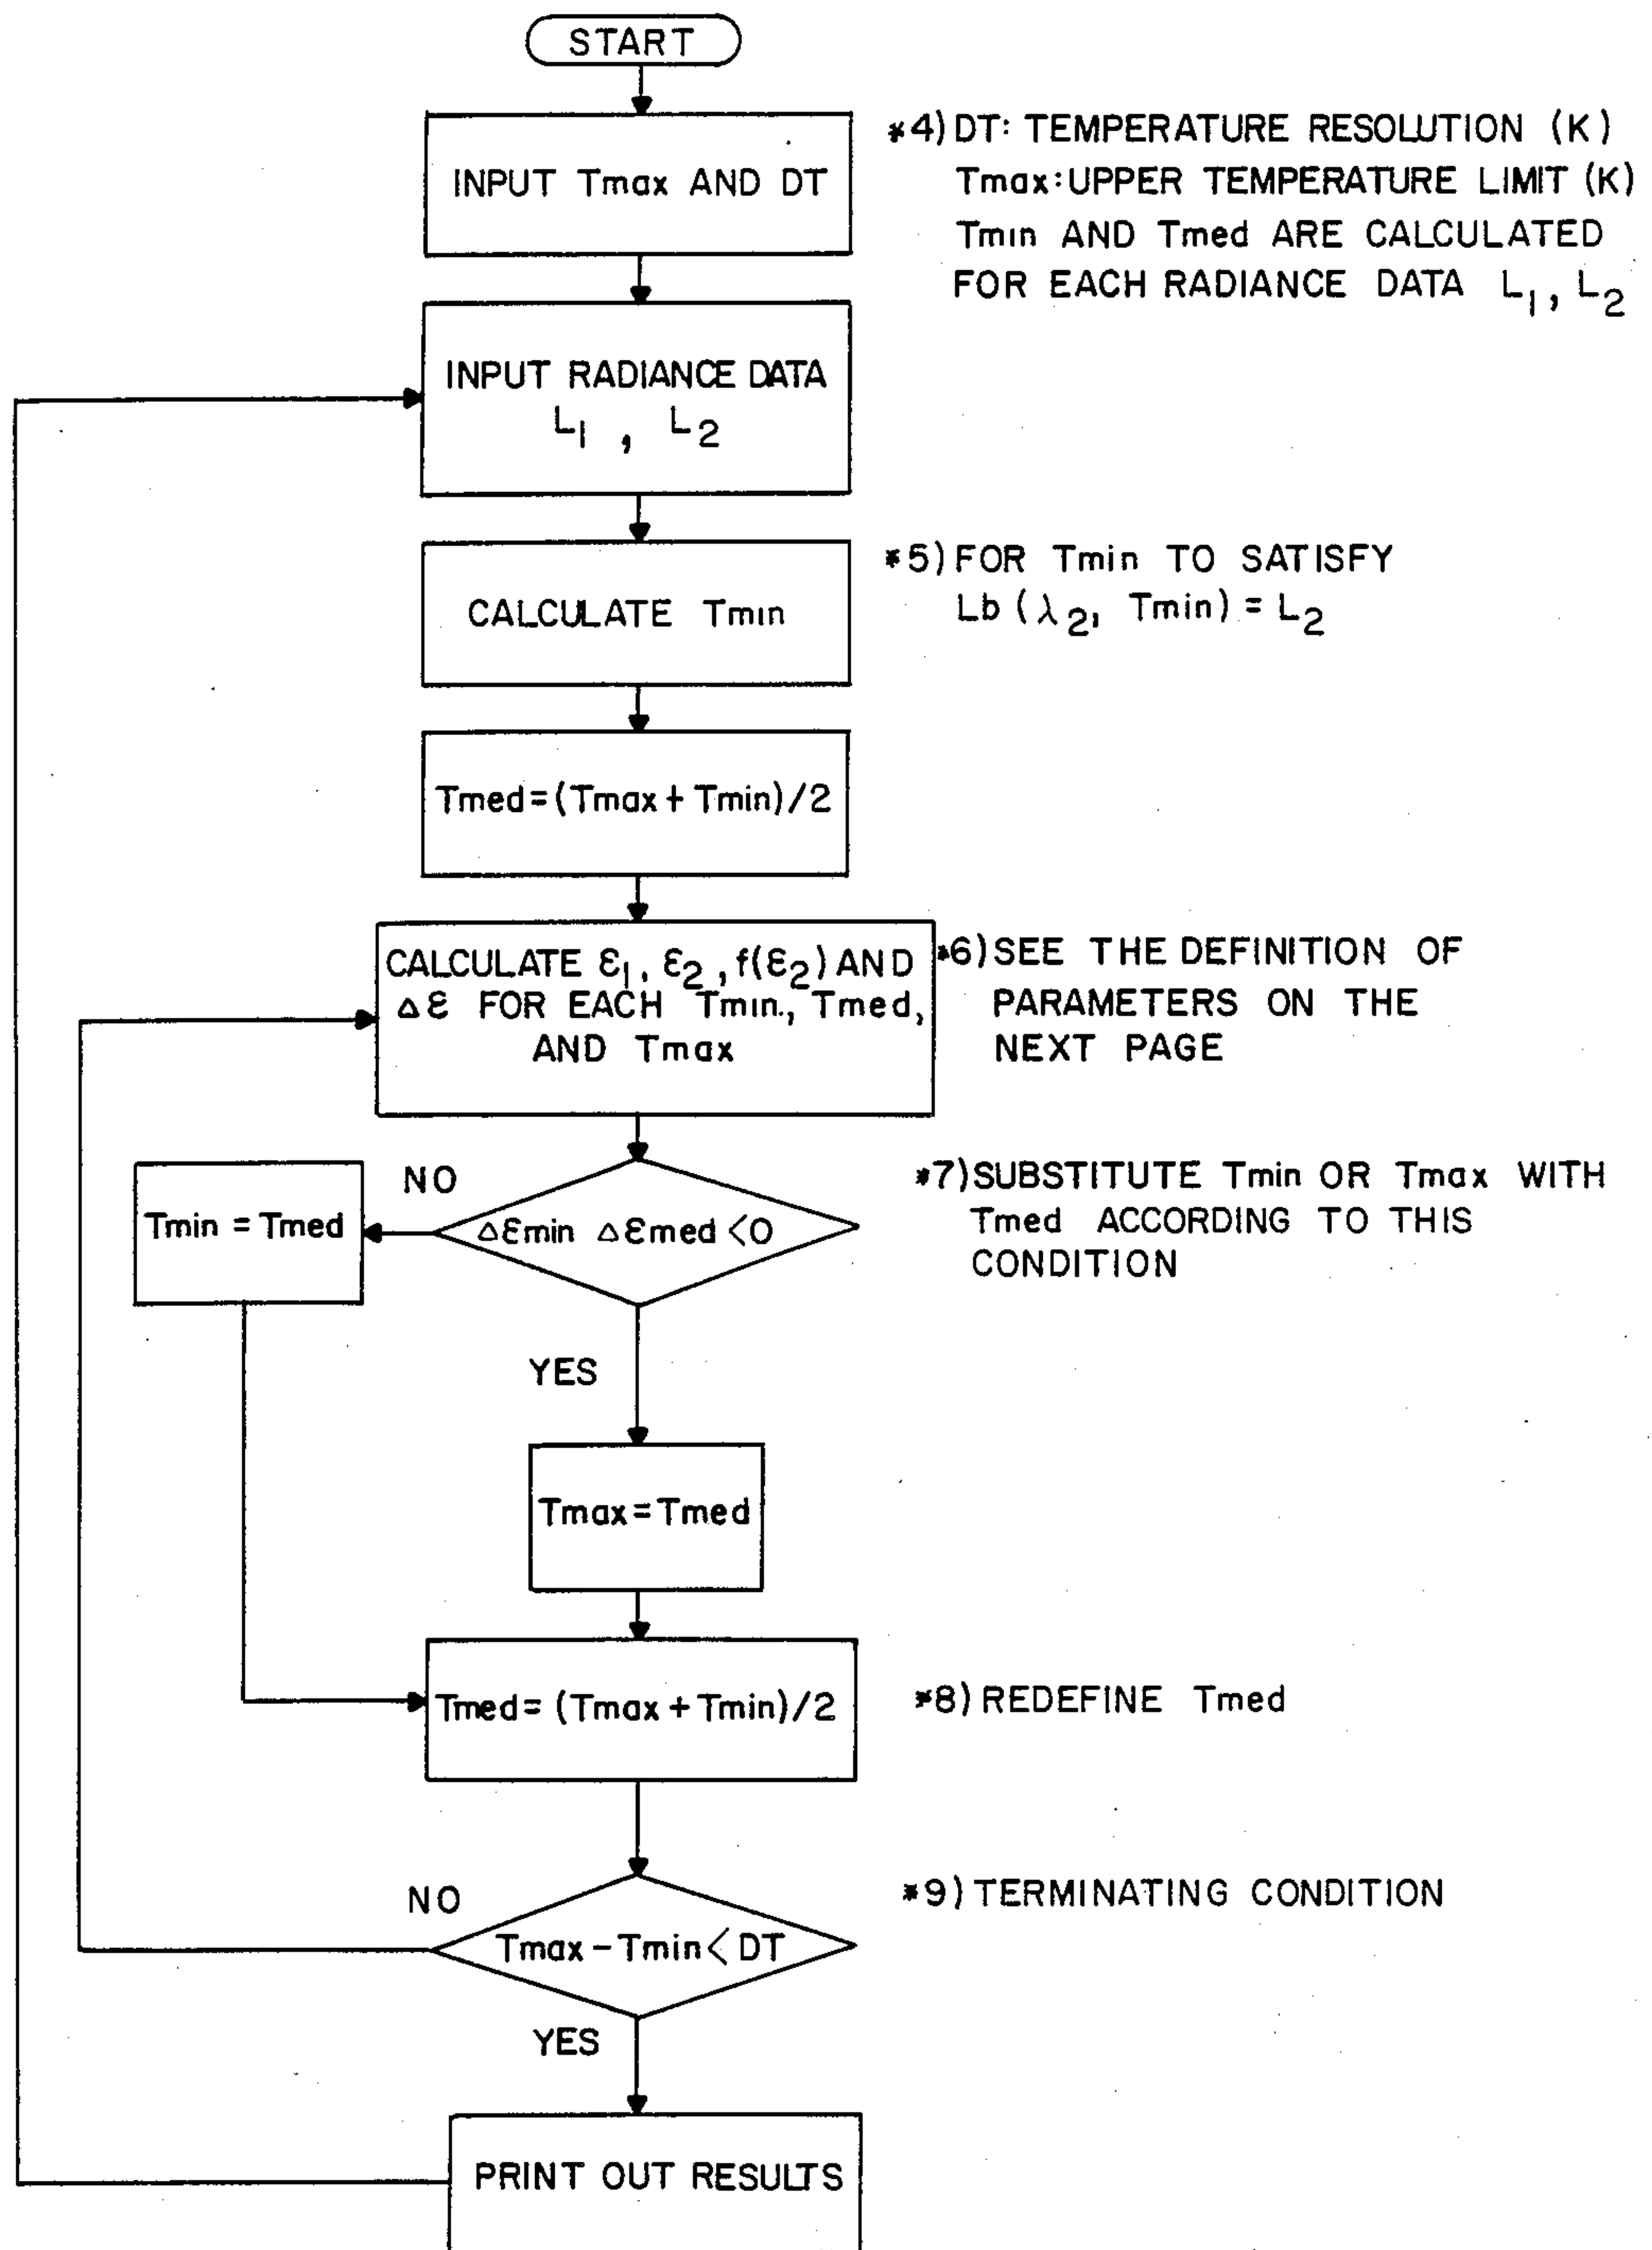 START
INPUT Tmax AND DT
*4) DT: TEMPERATURE RESOLUTION (K)
Tmax: UPPER TEMPERATURE LIMIT (K)
Tmin AND Tmed ARE CALCULATED
FOR EACH RADIANCE DATA L₁, L₂
INPUT RADIANCE DATA
L₁ , L₂
CALCULATE Tmin
*5) FOR Tmin TO SATISFY
Lb (λ₂, Tmin) = L₂
Tmed = (Tmax + Tmin)/2
CALCULATE ε₁, ε₂, f(ε₂) AND
Δε FOR EACH Tmin., Tmed,
AND Tmax
*6) SEE THE DEFINITION OF
PARAMETERS ON THE
NEXT PAGE
NO
Tmin = Tmed
Δεmin Δεmed < 0
*7) SUBSTITUTE Tmin OR Tmax WITH
Tmed ACCORDING TO THIS
CONDITION
YES
Tmax = Tmed
Tmed = (Tmax + Tmin)/2
*8) REDEFINE Tmed
NO
Tmax - Tmin < DT
*9) TERMINATING CONDITION
YES
PRINT OUT RESULTS